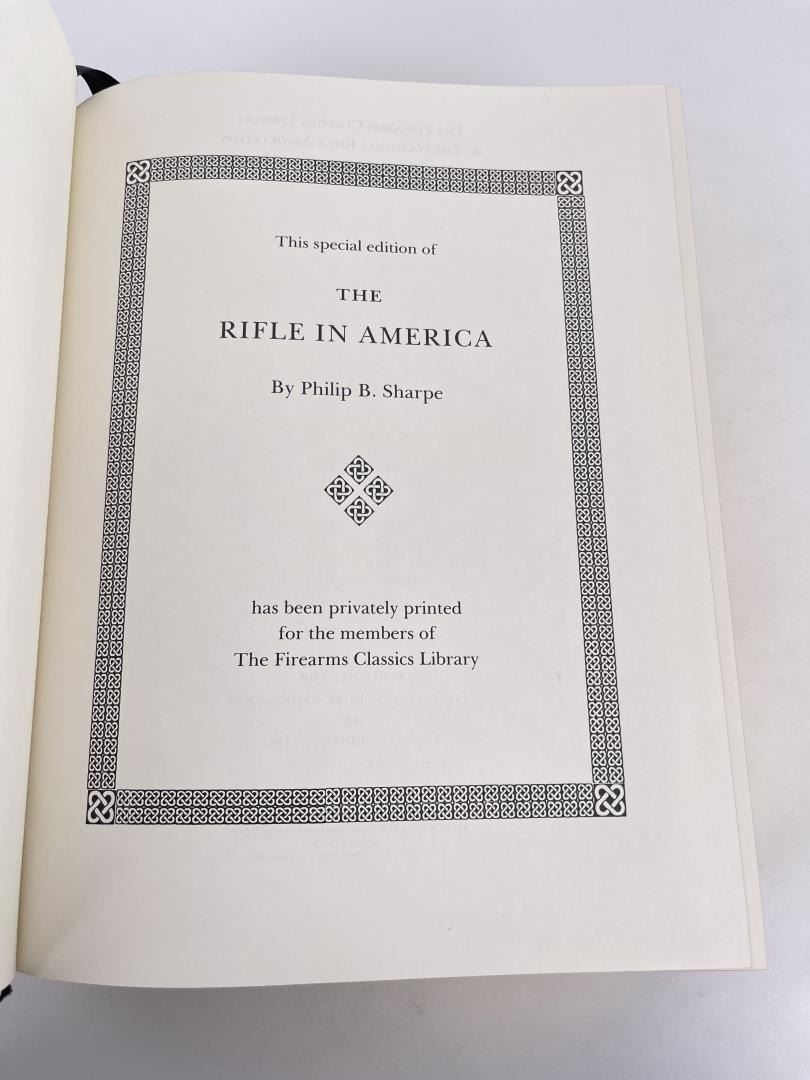 This special edition of
THE
RIFLE IN AMERICA
By Philip B. Sharpe
has been privately printed
for the members of
The Firearms Classics Library